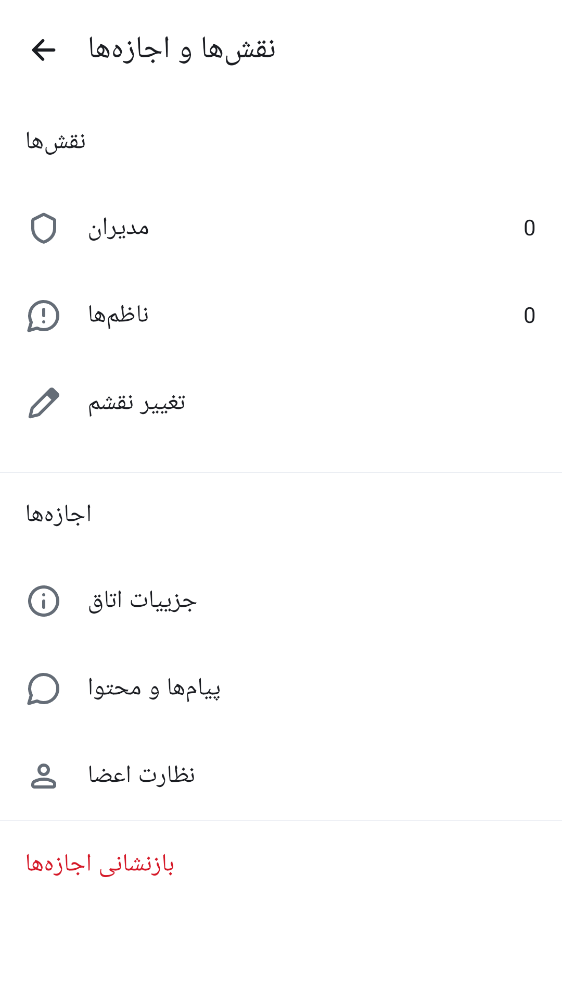 نقش‌ها و اجازه‌ها
نقش‌ها
مدیران 0
ناظم‌ها 0
تغییر نقشم
اجازه‌ها
جزییات اتاق
پیام‌ها و محتوا
نظارت اعضا
بازنشانی اجازه‌ها